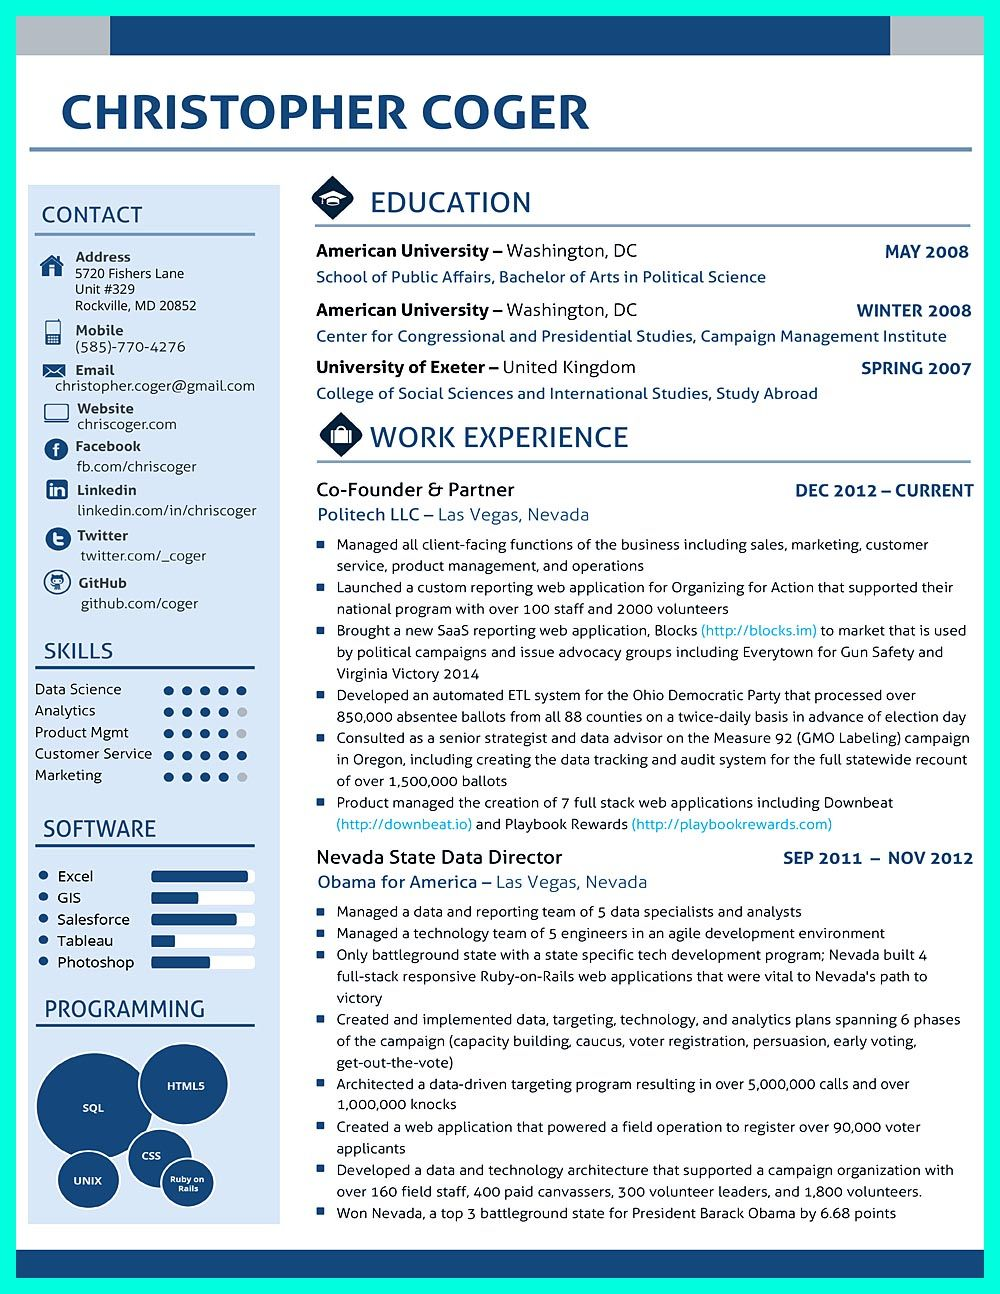 CHRISTOPHER COGER
CONTACT
Address
5720 Fishers Lane
Unit #329
Rockville, MD 20852
Mobile
(585)-770-4276
Email
christopher.coger@gmail.com
Website
chriscoger.com
Facebook
fb.com/chriscoger
Linkedin
linkedin.com/in/chriscoger
Twitter
twitter.com/_coger
GitHub
github.com/coger
SKILLS
Data Science
Analytics
Product Mgmt
Customer Service
Marketing
SOFTWARE
Excel
GIS
Salesforce
Tableau
Photoshop
PROGRAMMING
SQL
HTML5
CSS
UNIX
Ruby on
Rails
EDUCATION
American University – Washington, DC MAY 2008
School of Public Affairs, Bachelor of Arts in Political Science
American University – Washington, DC WINTER 2008
Center for Congressional and Presidential Studies, Campaign Management Institute
University of Exeter – United Kingdom SPRING 2007
College of Social Sciences and International Studies, Study Abroad
WORK EXPERIENCE
Co-Founder & Partner DEC 2012 – CURRENT
Politech LLC – Las Vegas, Nevada
Managed all client-facing functions of the business including sales, marketing, customer
service, product management, and operations
Launched a custom reporting web application for Organizing for Action that supported their
national program with over 100 staff and 2000 volunteers
Brought a new SaaS reporting web application, Blocks (http://blocks.im) to market that is used
by political campaigns and issue advocacy groups including Everytown for Gun Safety and
Virginia Victory 2014
Developed an automated ETL system for the Ohio Democratic Party that processed over
850,000 absentee ballots from all 88 counties on a twice-daily basis in advance of election day
Consulted as a senior strategist and data advisor on the Measure 92 (GMO Labeling) campaign
in Oregon, including creating the data tracking and audit system for the full statewide recount
of over 1,500,000 ballots
Product managed the creation of 7 full stack web applications including Downbeat
(http://downbeat.io) and Playbook Rewards (http://playbookrewards.com)
Nevada State Data Director SEP 2011 – NOV 2012
Obama for America – Las Vegas, Nevada
Managed a data and reporting team of 5 data specialists and analysts
Managed a technology team of 5 engineers in an agile development environment
Only battleground state with a state specific tech development program; Nevada built 4
full-stack responsive Ruby-on-Rails web applications that were vital to Nevada's path to
victory
Created and implemented data, targeting, technology, and analytics plans spanning 6 phases
of the campaign (capacity building, caucus, voter registration, persuasion, early voting,
get-out-the-vote)
Architected a data-driven targeting program resulting in over 5,000,000 calls and over
1,000,000 knocks
Created a web application that powered a field operation to register over 90,000 voter
applicants
Developed a data and technology architecture that supported a campaign organization with
over 160 field staff, 400 paid canvassers, 300 volunteer leaders, and 1,800 volunteers.
Won Nevada, a top 3 battleground state for President Barack Obama by 6.68 points